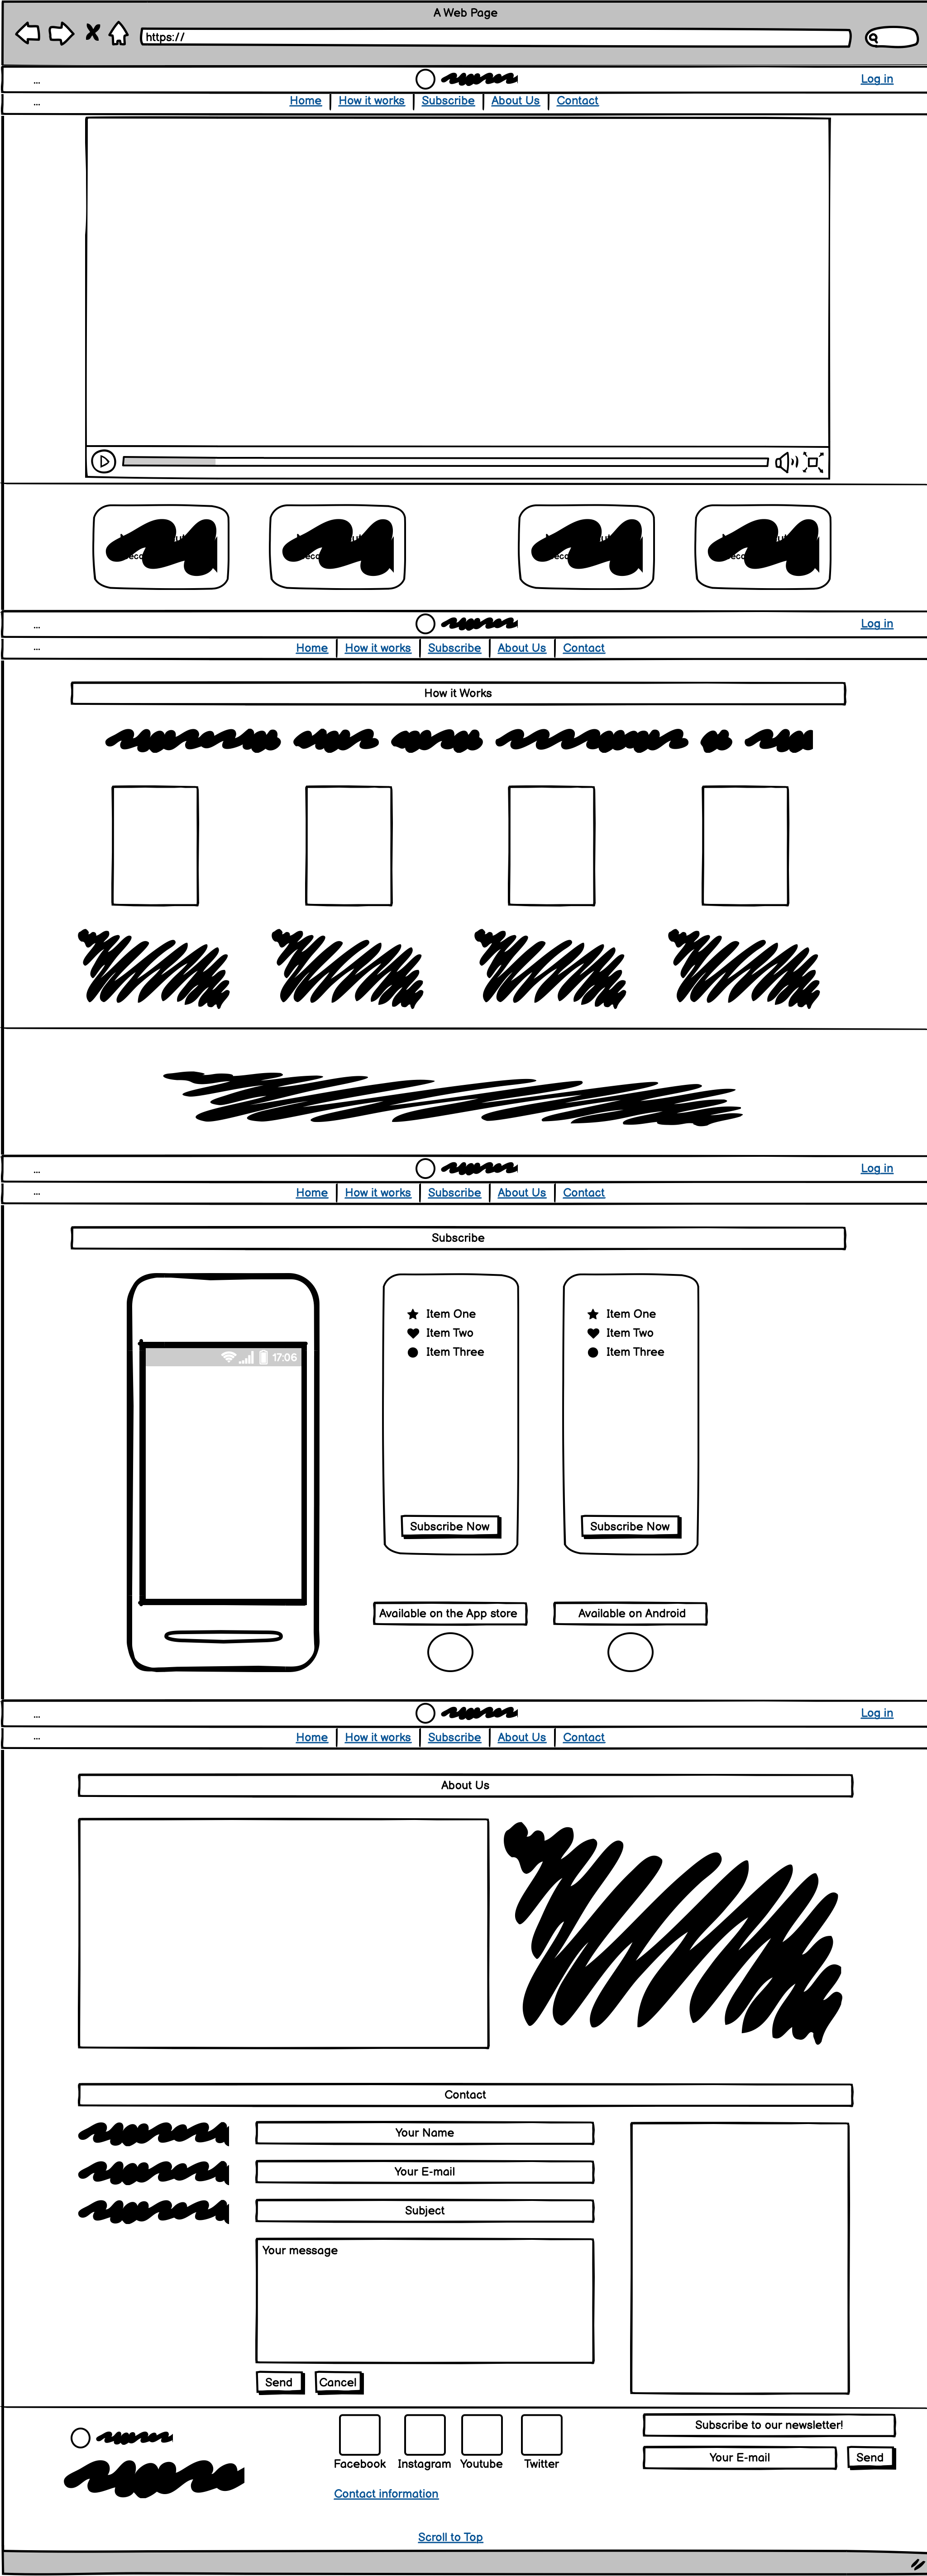 A Web Page
https://
...
Log in
...
Home How it works Subscribe About Us Contact
...
Log in
...
Home How it works Subscribe About Us Contact
How it Works
...
Log in
...
Home How it works Subscribe About Us Contact
Subscribe
17:06
Item One
Item Two
Item Three
Subscribe Now
Item One
Item Two
Item Three
Subscribe Now
Available on the App store
Available on Android
...
Log in
...
Home How it works Subscribe About Us Contact
About Us
Contact
Your Name
Your E-mail
Subject
Your message
Send Cancel
Facebook Instagram Youtube Twitter
Contact information
Subscribe to our newsletter!
Your E-mail Send
Scroll to Top